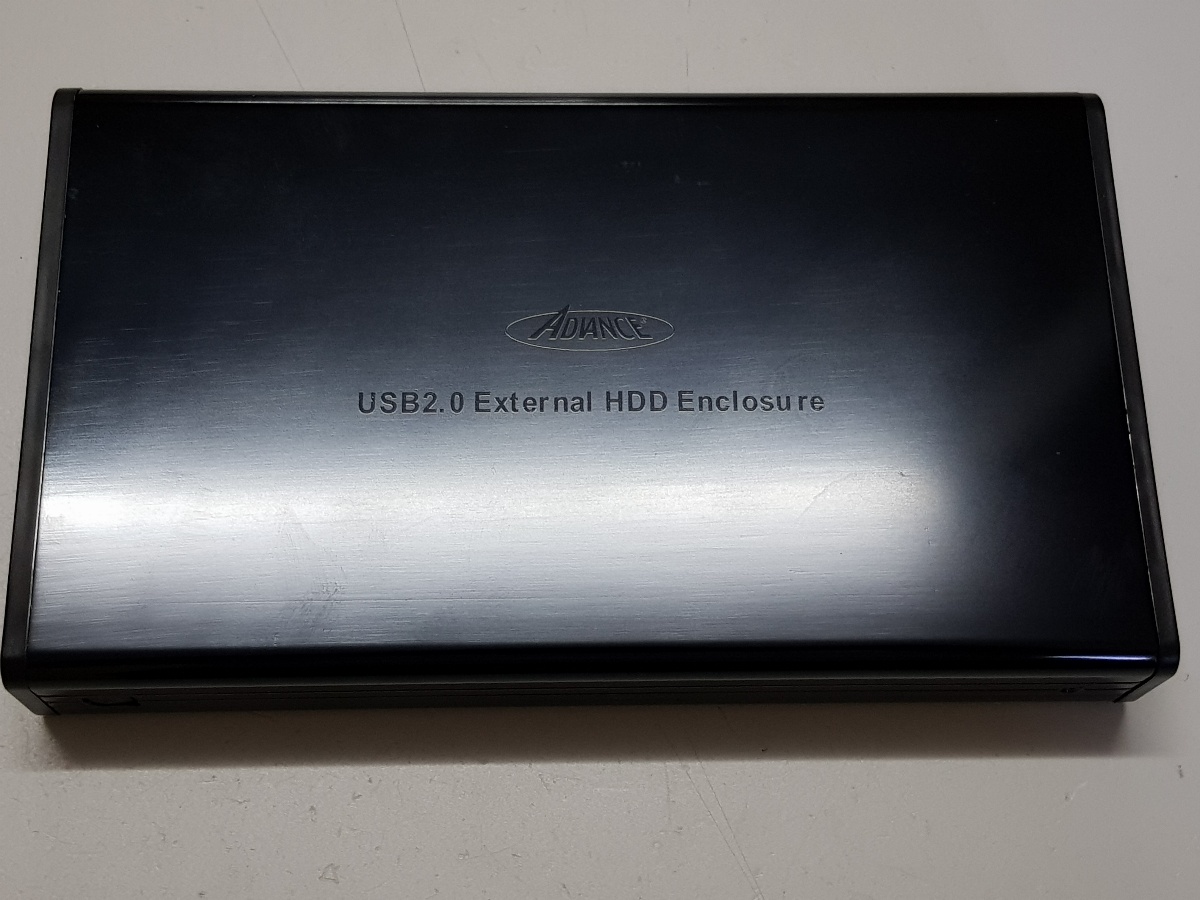 ADVANCE
USB2.0 External HDD Enclosure